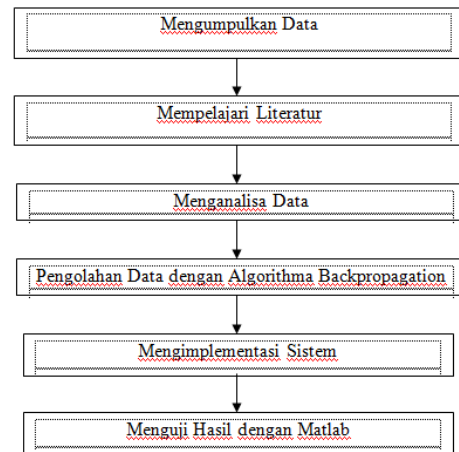 Mengumpulkan Data
Mempelajari Literatur
Menganalisa Data
Pengolahan Data dengan Algorithma Backpropagation
Mengimplementasi Sistem
Menguji Hasil dengan Matlab